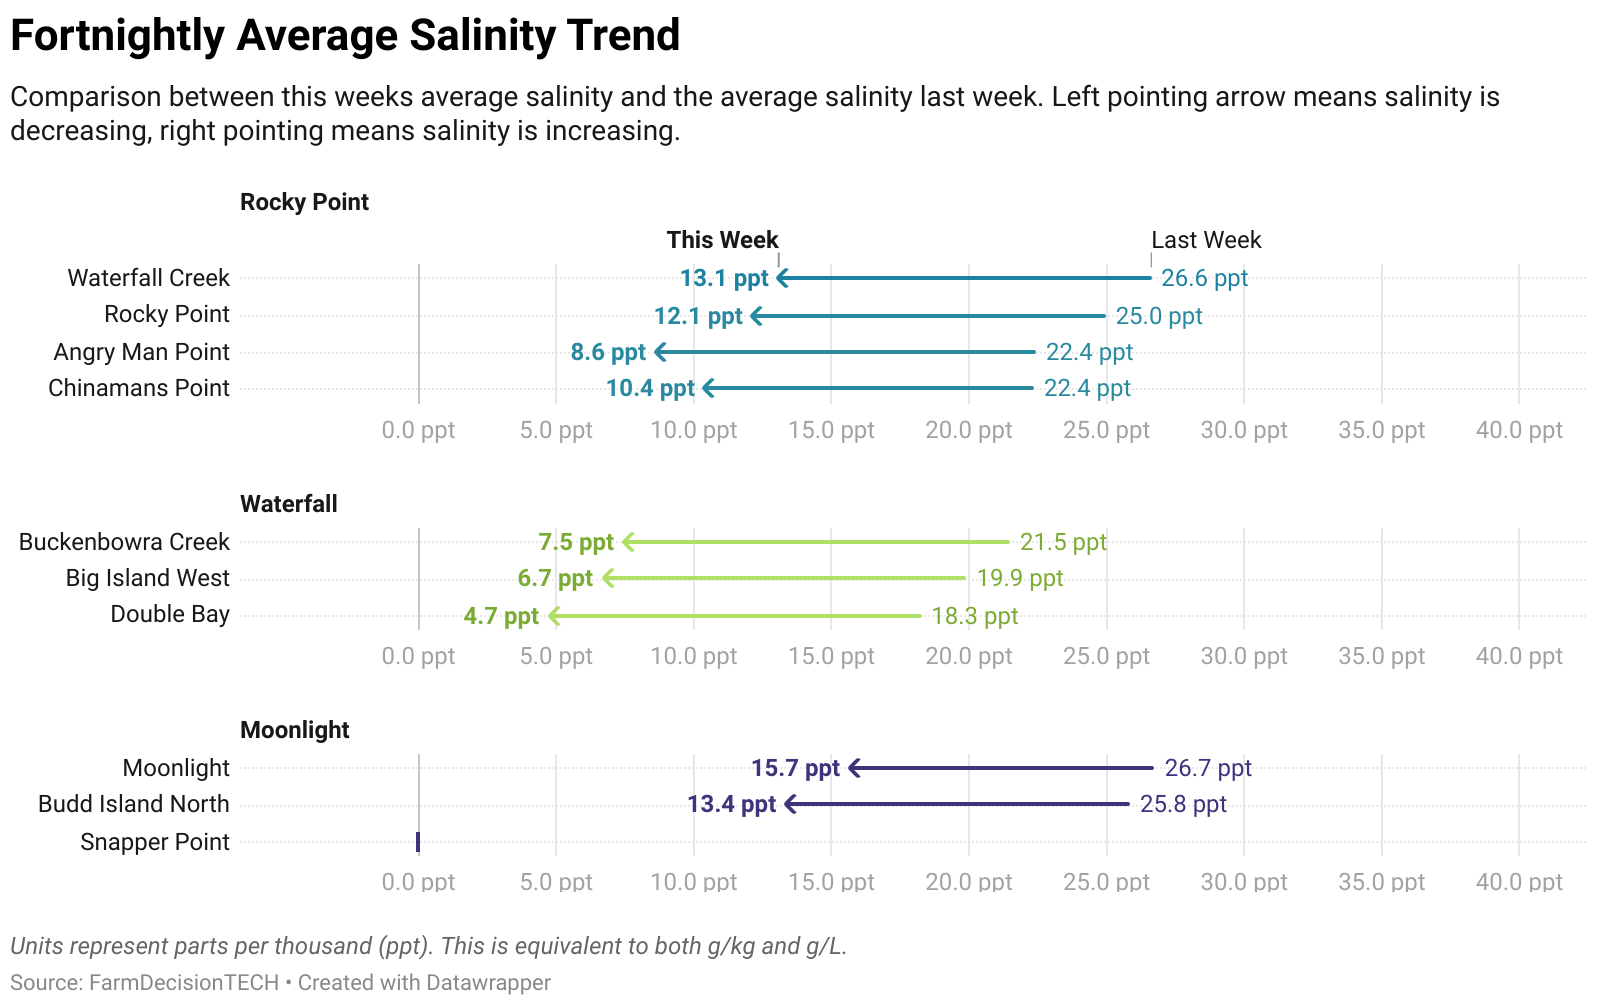 Fortnightly Average Salinity Trend
Comparison between this weeks average salinity and the average salinity last week. Left pointing arrow means salinity is
decreasing, right pointing means salinity is increasing.
Rocky Point
This Week Last Week
Waterfall Creek 13.1 ppt 26.6 ppt
Rocky Point 12.1 ppt 25.0 ppt
Angry Man Point 8.6 ppt 22.4 ppt
Chinamans Point 10.4 ppt 22.4 ppt
0.0 ppt 5.0 ppt 10.0 ppt 15.0 ppt 20.0 ppt 25.0 ppt 30.0 ppt 35.0 ppt 40.0 ppt
Waterfall
Buckenbowra Creek 7.5 ppt 21.5 ppt
Big Island West 6.7 ppt 19.9 ppt
Double Bay 4.7 ppt 18.3 ppt
0.0 ppt 5.0 ppt 10.0 ppt 15.0 ppt 20.0 ppt 25.0 ppt 30.0 ppt 35.0 ppt 40.0 ppt
Moonlight
Moonlight 15.7 ppt 26.7 ppt
Budd Island North 13.4 ppt 25.8 ppt
Snapper Point
0.0 ppt 5.0 ppt 10.0 ppt 15.0 ppt 20.0 ppt 25.0 ppt 30.0 ppt 35.0 ppt 40.0 ppt
Units represent parts per thousand (ppt). This is equivalent to both g/kg and g/L.
Source: FarmDecisionTECH • Created with Datawrapper